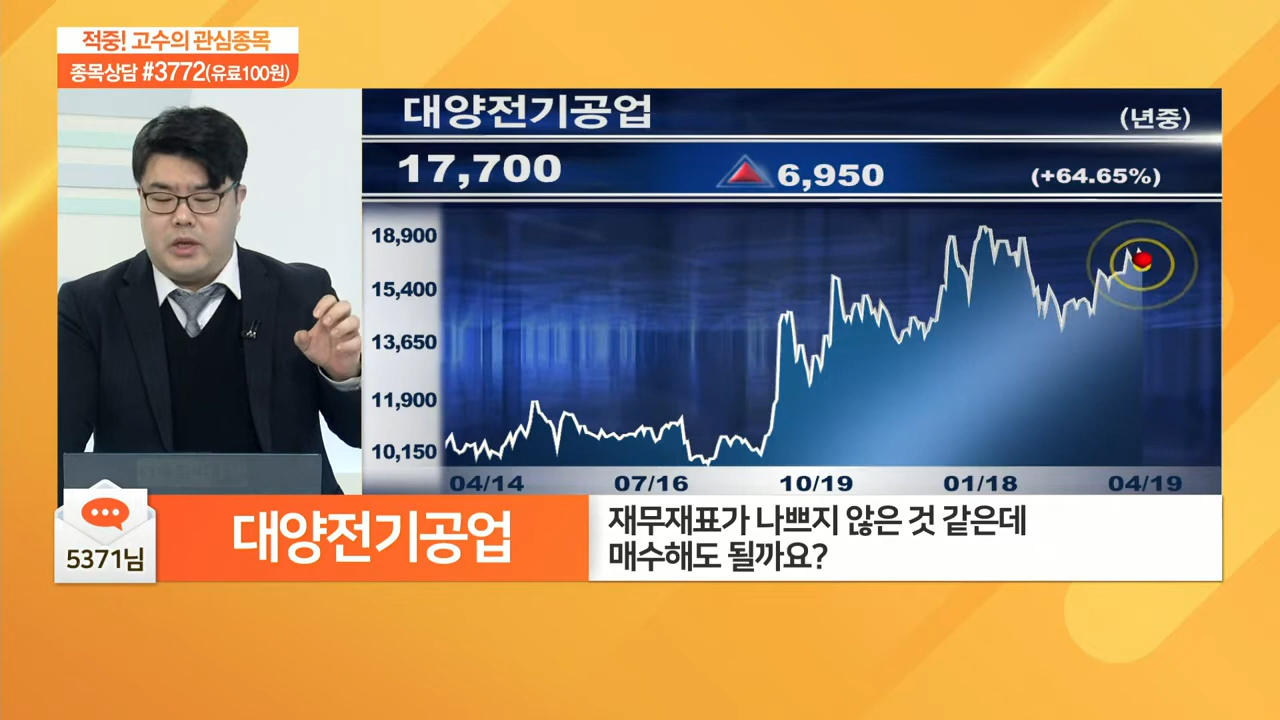 적중! 고수의 관심종목
종목상담 #3772(유료100원)
대양전기공업
(년중)
17,700
6,950
(+64.65%)
18,900
15,400
13,650
11,900
10,150
04/14
07/16
10/19
01/18
04/19
5371님
대양전기공업
재무재표가 나쁘지 않은 것 같은데
매수해도 될까요?